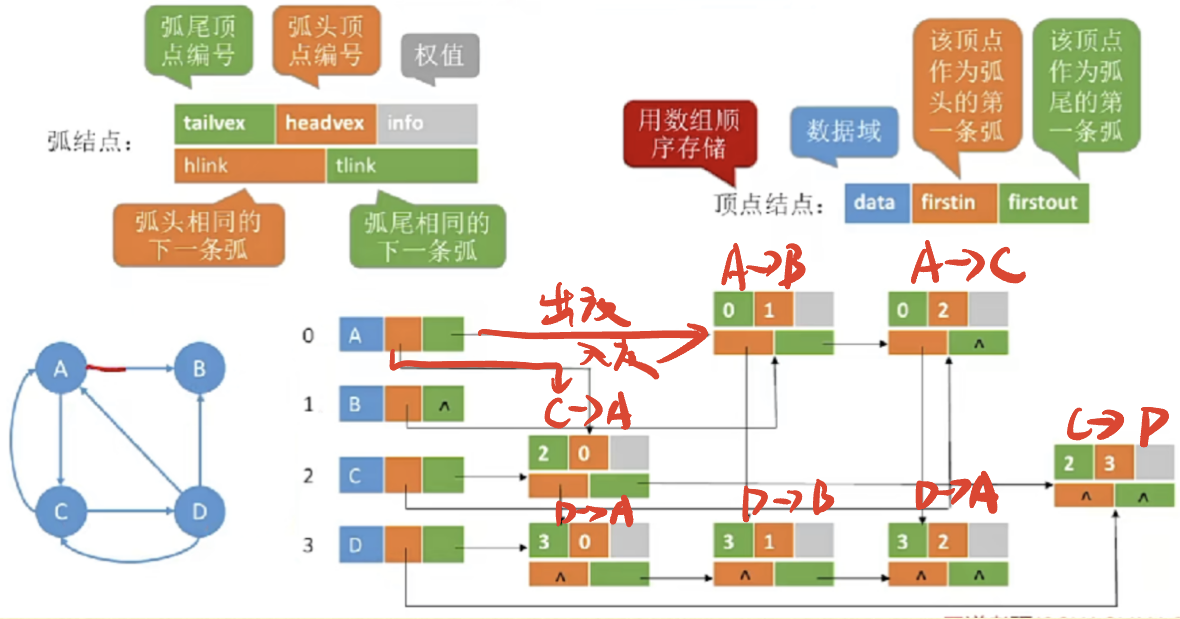 弧尾顶
点编号
弧头顶
点编号
权值
弧结点：
tailvex headvex info
hlink tlink
弧头相同的
下一条弧
弧尾相同的
下一条弧
用数组顺
序存储
数据域
该顶点
作为弧
头的第
一条弧
该顶点
作为弧
尾的第
一条弧
顶点结点：
data firstin firstout
A B
C D
A→B
A→C
出度
入度
0 A
0 1
0 2
^
1 B ^
C→A
C→D
2 C
2 0
2 3
^ ^
D→A
D→B
D→A
3 D
3 0
3 1
3 2
^
^
^ ^